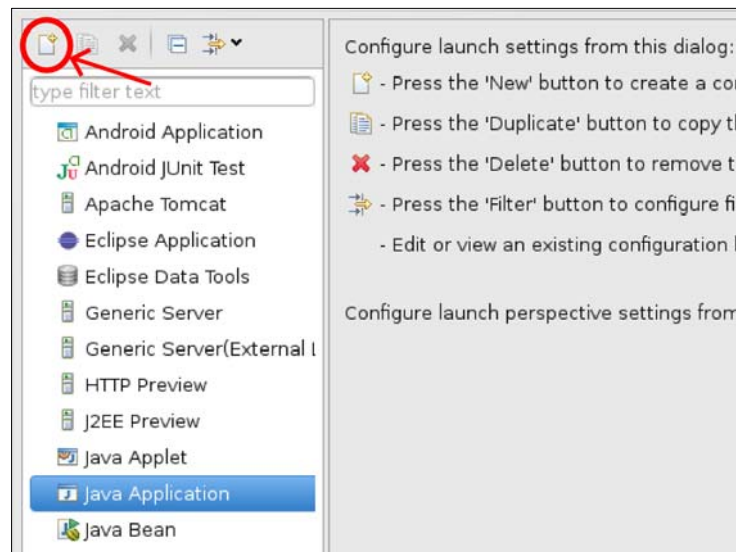 type filter text
Android Application
Android JUnit Test
Apache Tomcat
Eclipse Application
Eclipse Data Tools
Generic Server
Generic Server(External
HTTP Preview
J2EE Preview
Java Applet
Java Application
Java Bean
Configure launch settings from this dialog:
- Press the 'New' button to create a
- Press the 'Duplicate' button to copy
- Press the 'Delete' button to remove
- Press the 'Filter' button to configure
- Edit or view an existing configuration
Configure launch perspective settings from